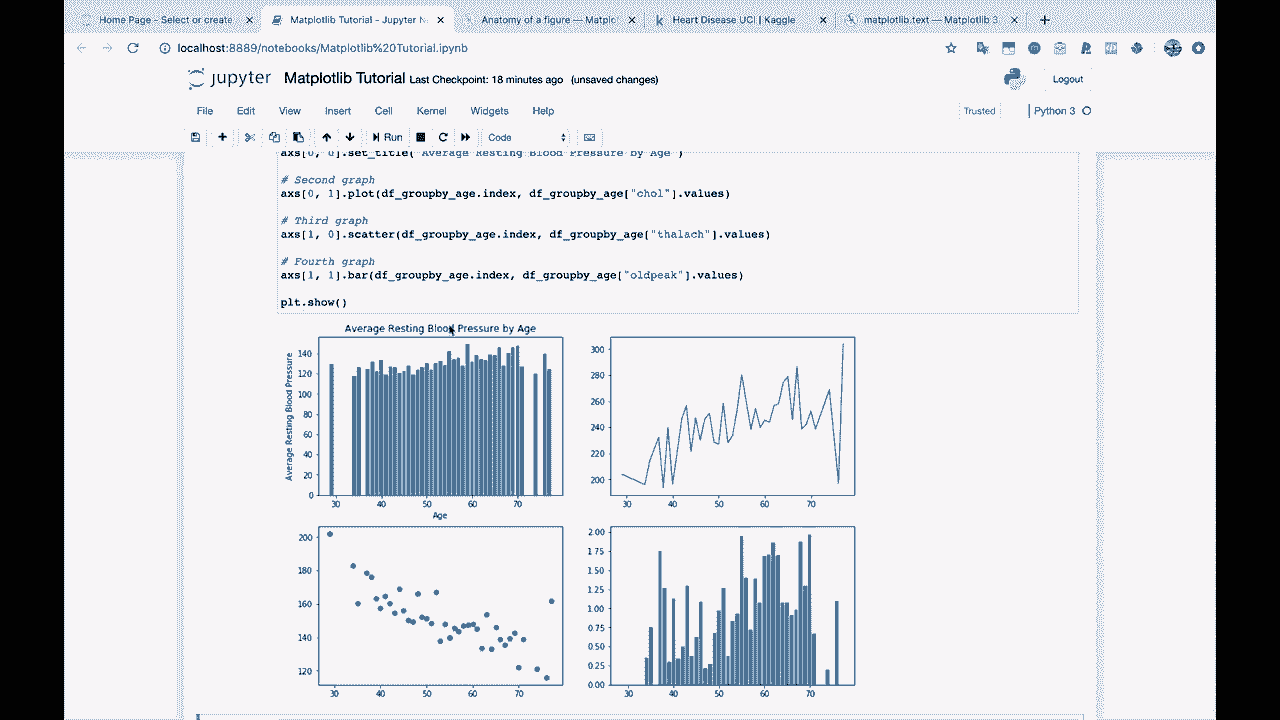 Home Page - Select or create
Matplotlib Tutorial - Jupyter N
Anatomy of a figure — Matplo
Heart Disease UCI | Kaggle
matplotlib.text — Matplotlib 3
localhost:8889/notebooks/Matplotlib%20Tutorial.ipynb
jupyter Matplotlib Tutorial Last Checkpoint: 18 minutes ago (unsaved changes)
Logout
File Edit View Insert Cell Kernel Widgets Help
Trusted Python 3
Run Code
axs[0, 0].set_title("Average Resting Blood Pressure by Age")
# Second graph
axs[0, 1].plot(df_groupby_age.index, df_groupby_age["chol"].values)
# Third graph
axs[1, 0].scatter(df_groupby_age.index, df_groupby_age["thalach"].values)
# Fourth graph
axs[1, 1].bar(df_groupby_age.index, df_groupby_age["oldpeak"].values)
plt.show()
Average Resting Blood Pressure by Age
Average Resting Blood Pressure
140
120
100
80
60
40
20
0
30 40 50 60 70
Age
300
280
260
240
220
200
30 40 50 60 70
200
180
160
140
120
30 40 50 60 70
2.00
1.75
1.50
1.25
1.00
0.75
0.50
0.25
0.00
30 40 50 60 70